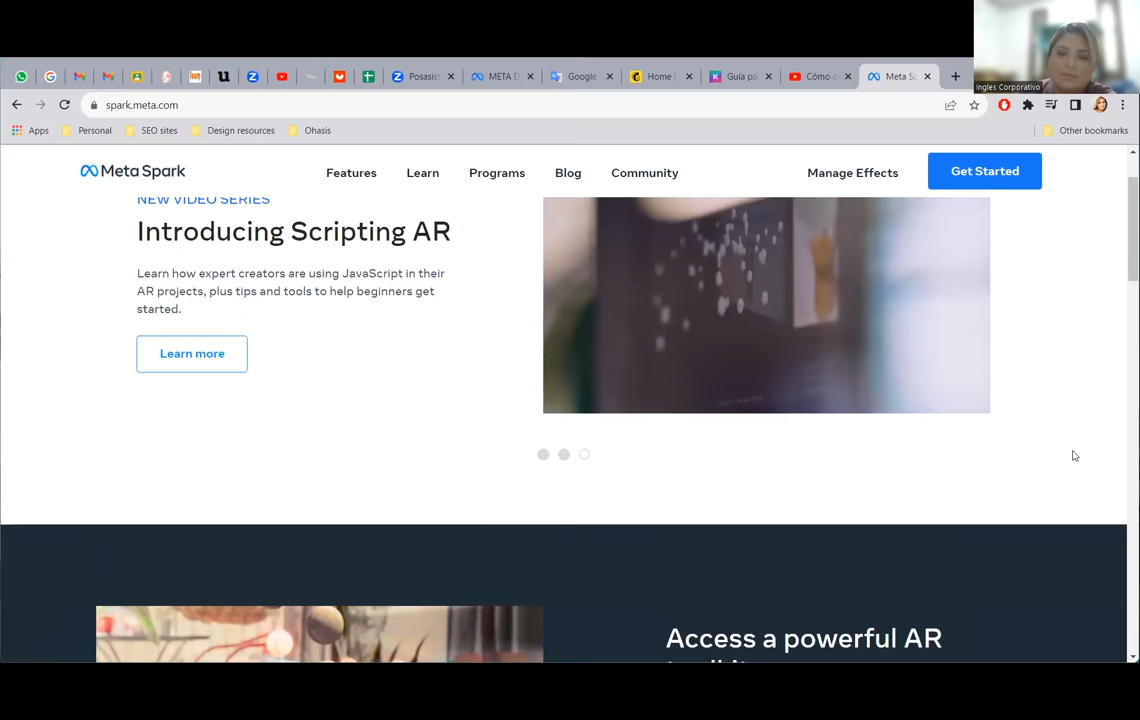 Ingles Corporativo
Posasist
META D
Google
Home |
Guía pa
Cómo c
Meta Sp
spark.meta.com
Apps
Personal
SEO sites
Design resources
Ohasis
Other bookmarks
Meta Spark
Features
Learn
Programs
Blog
Community
Manage Effects
Get Started
NEW VIDEO SERIES
Introducing Scripting AR
Learn how expert creators are using JavaScript in their
AR projects, plus tips and tools to help beginners get
started.
Learn more
Access a powerful AR
toolkit